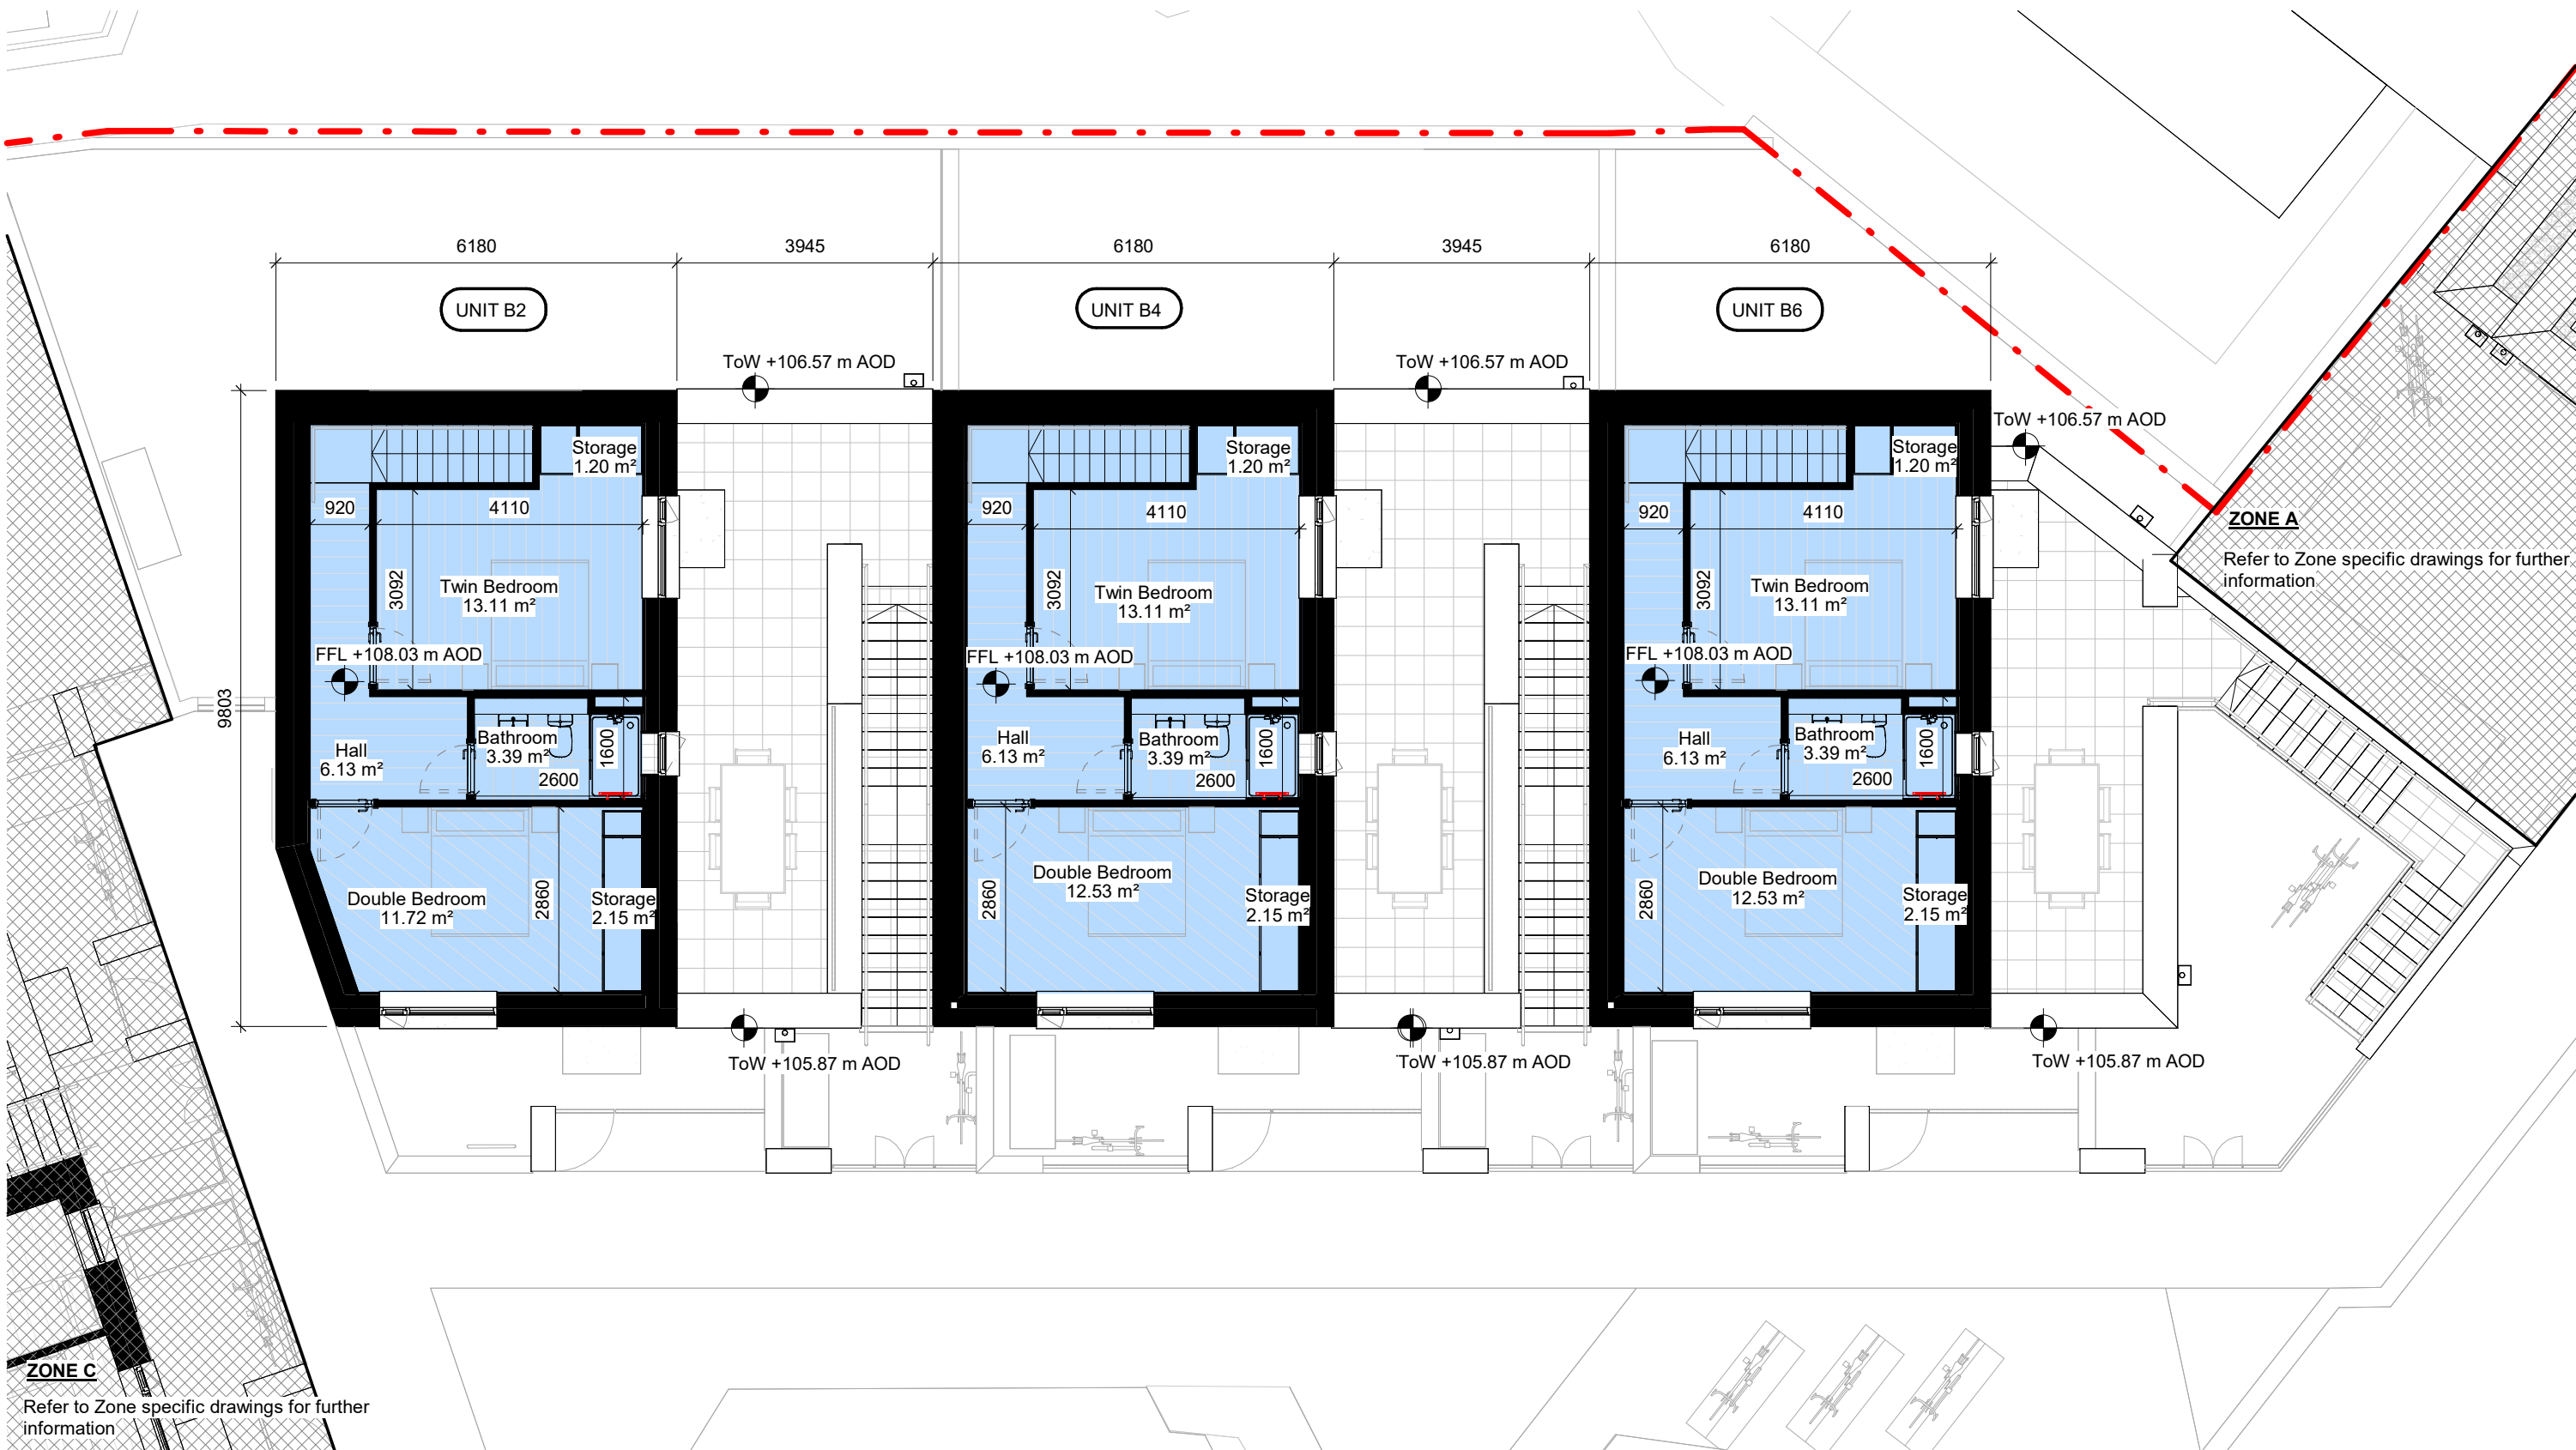 6180
3945
6180
3945
6180
UNIT B2
UNIT B4
UNIT B6
ToW +106.57 m AOD
ToW +106.57 m AOD
ToW +106.57 m AOD
Storage
1.20 m²
920
4110
3092
Twin Bedroom
13.11 m²
FFL +108.03 m AOD
9803
Hall
6.13 m²
Bathroom
3.39 m²
1600
2600
Double Bedroom
11.72 m²
2860
Storage
2.15 m²
Storage
1.20 m²
920
4110
3092
Twin Bedroom
13.11 m²
FFL +108.03 m AOD
Hall
6.13 m²
Bathroom
3.39 m²
1600
2600
Double Bedroom
12.53 m²
2860
Storage
2.15 m²
Storage
1.20 m²
920
4110
3092
Twin Bedroom
13.11 m²
FFL +108.03 m AOD
Hall
6.13 m²
Bathroom
3.39 m²
1600
2600
Double Bedroom
12.53 m²
2860
Storage
2.15 m²
ZONE A
Refer to Zone specific drawings for further
information
ToW +105.87 m AOD
ToW +105.87 m AOD
ToW +105.87 m AOD
ZONE C
Refer to Zone specific drawings for further
information